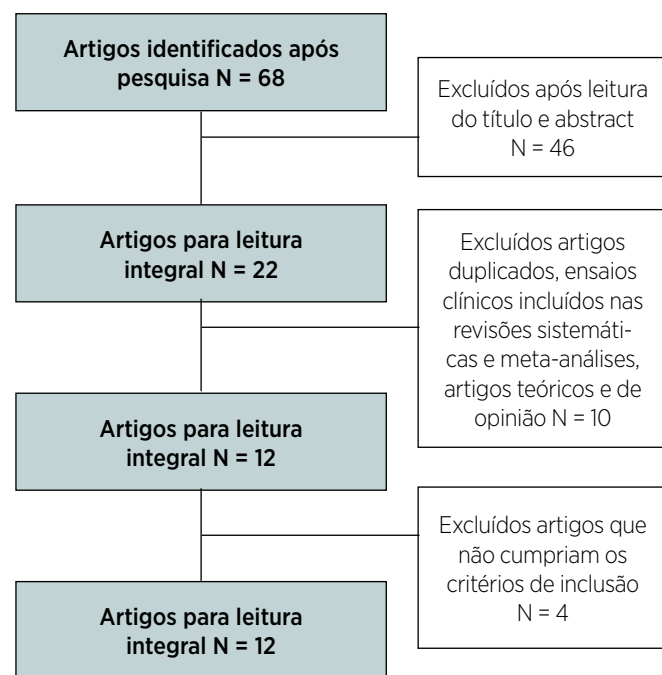 Artigos identificados após
pesquisa N = 68
Excluídos após leitura
do título e abstract
N = 46
Artigos para leitura
integral N = 22
Excluídos artigos
duplicados, ensaios
clínicos incluídos nas
revisões sistemáti-
cas e meta-análises,
artigos teóricos e de
opinião N = 10
Artigos para leitura
integral N = 12
Excluídos artigos que
não cumpriam os
critérios de inclusão
N = 4
Artigos para leitura
integral N = 12